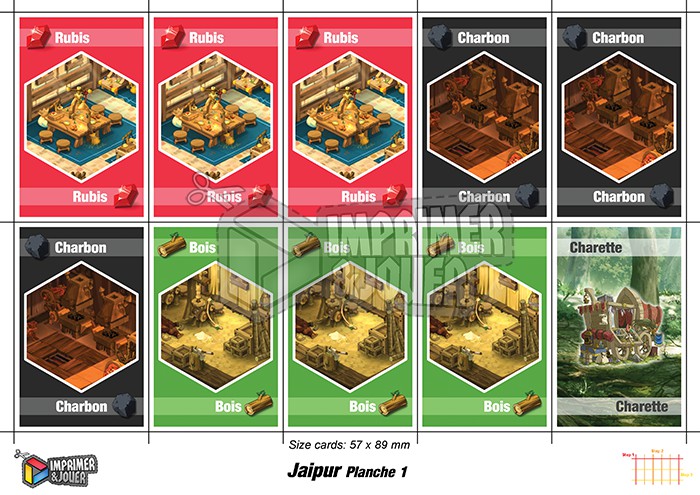 Rubis
Rubis
Rubis
Charbon
Charbon
Rubis
Rubis
Rubis
Charbon
Charbon
IMPRIMER
&JOUER
Charbon
Bois
Bois
Bois
Charette
Charbon
Bois
Bois
Bois
Charette
Size cards: 57 x 89 mm
Jaipur Planche 1
IMPRIMER
&JOUER